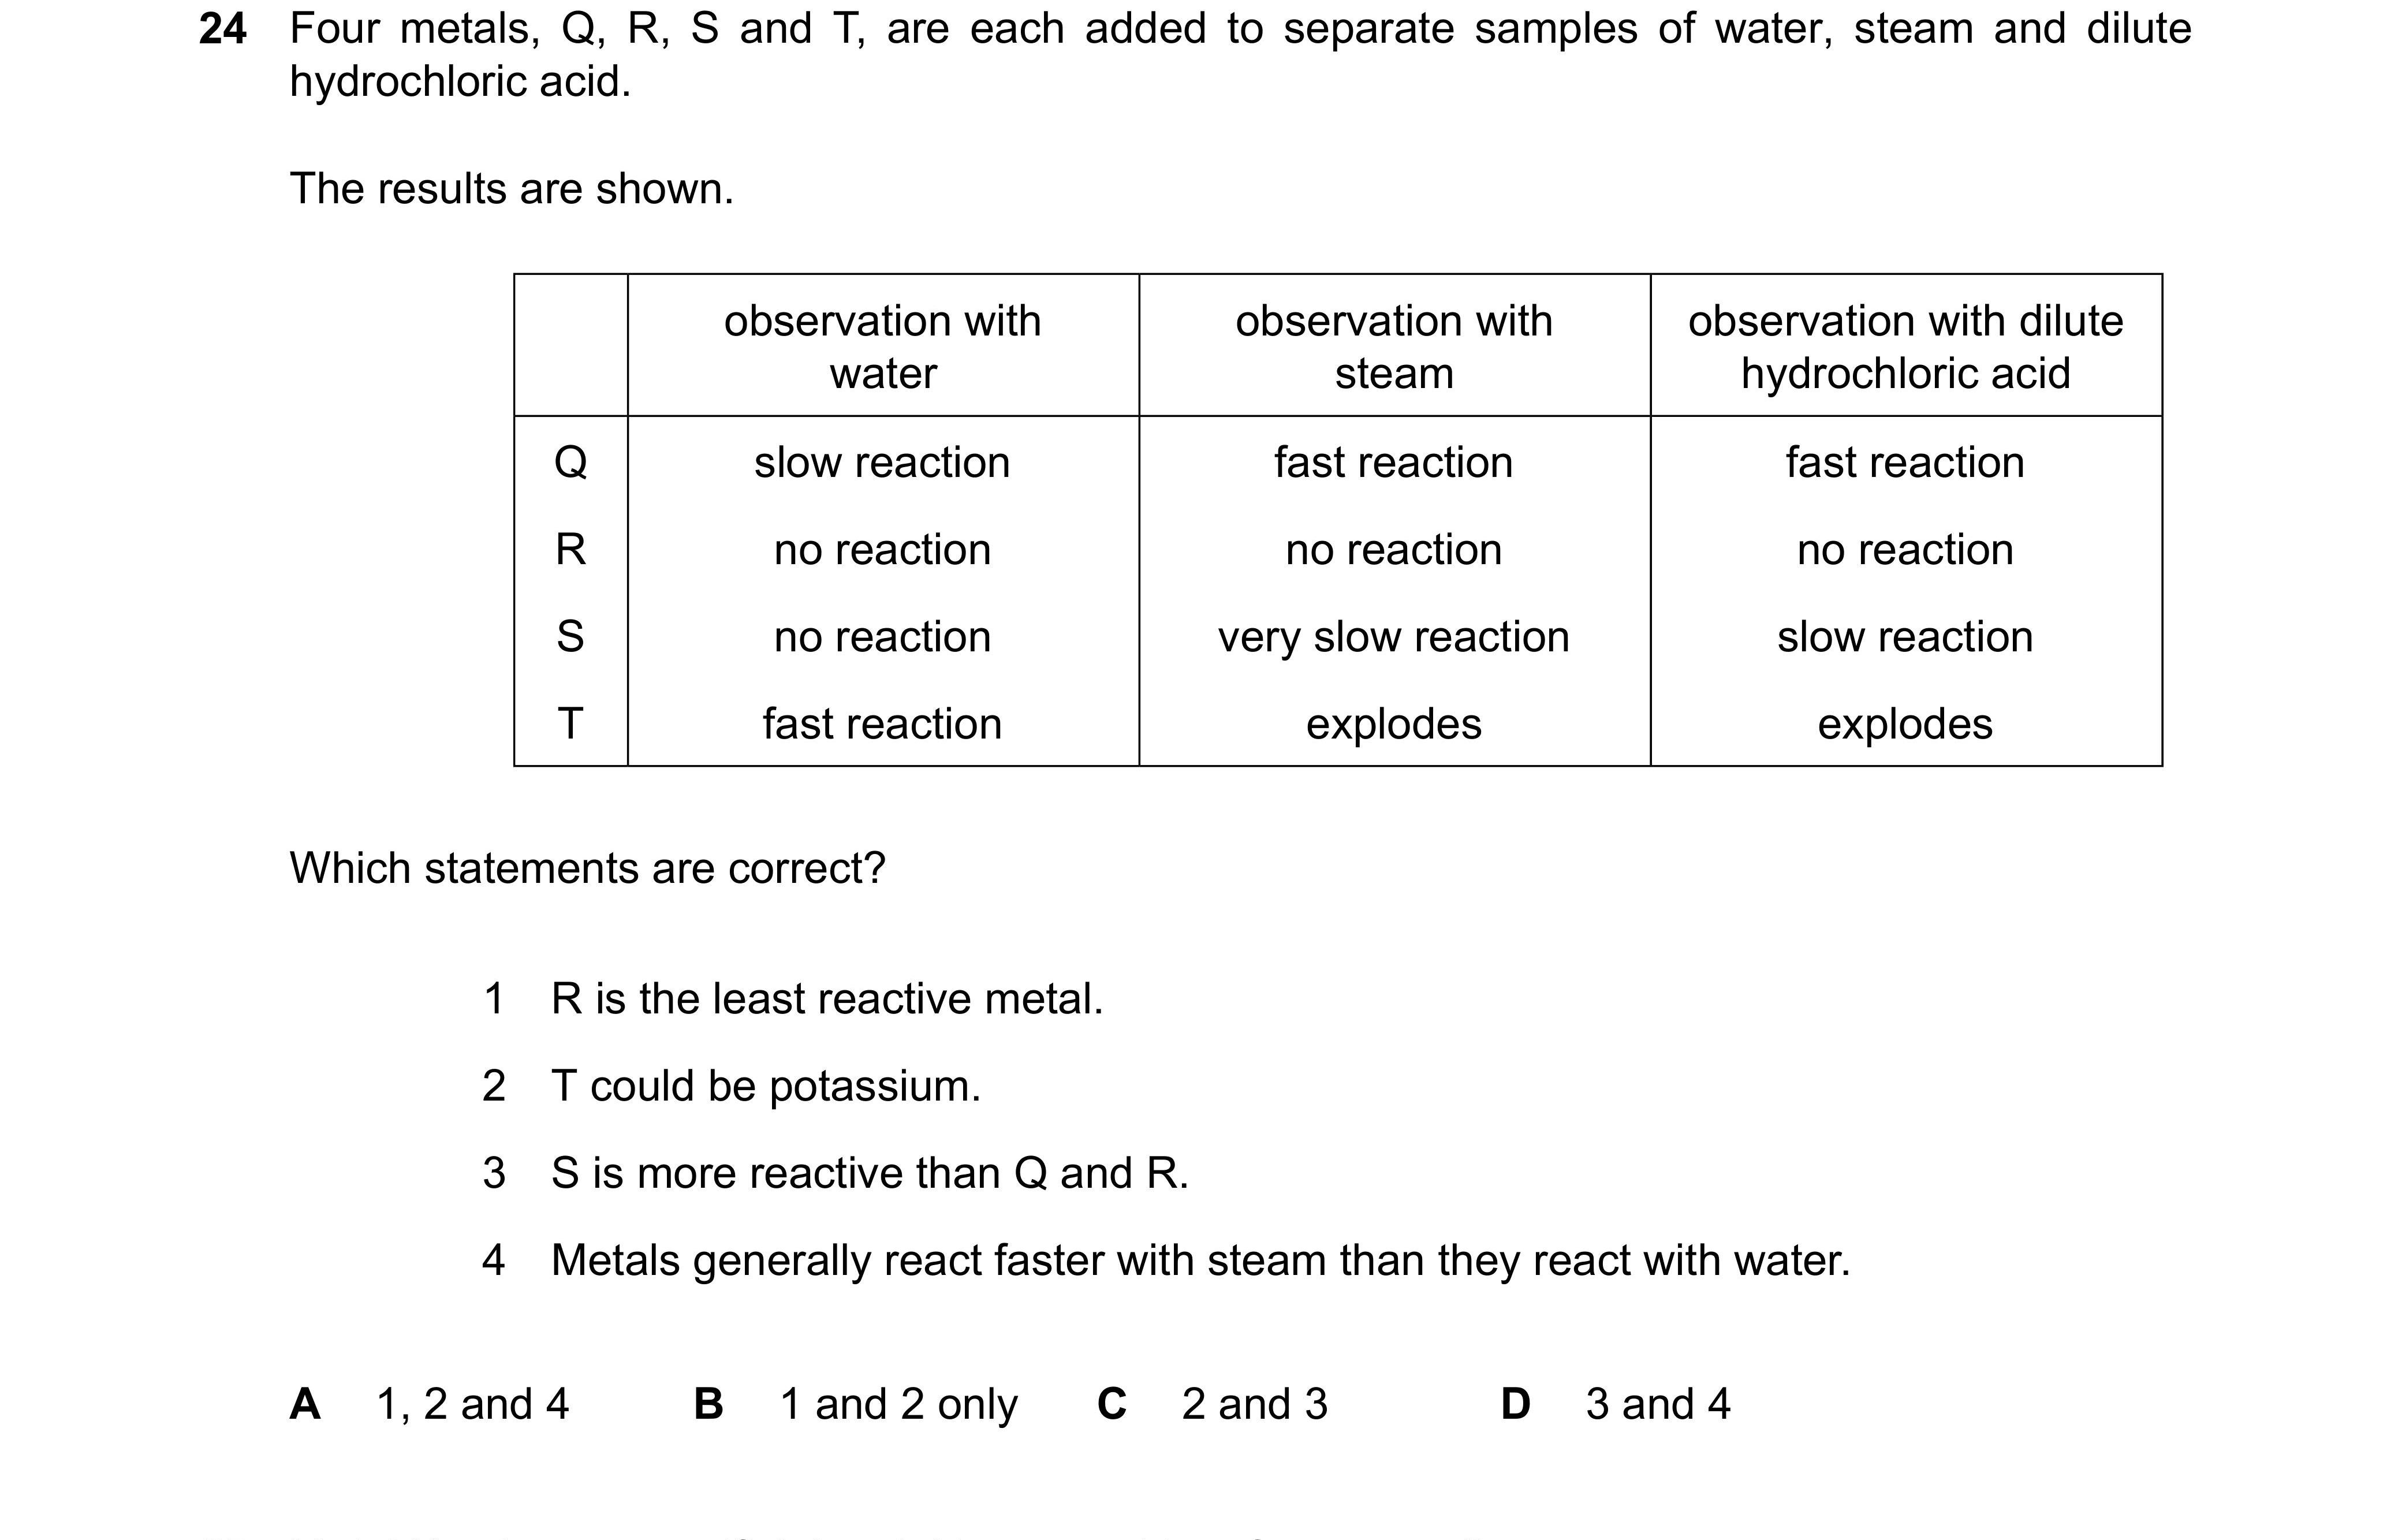 24 Four metals, Q, R, S and T, are each added to separate samples of water, steam and dilute
hydrochloric acid.
The results are shown.
observation with water observation with steam observation with dilute hydrochloric acid
Q slow reaction fast reaction fast reaction
R no reaction no reaction no reaction
S no reaction very slow reaction slow reaction
T fast reaction explodes explodes
Which statements are correct?
1 R is the least reactive metal.
2 T could be potassium.
3 S is more reactive than Q and R.
4 Metals generally react faster with steam than they react with water.
A 1, 2 and 4 B 1 and 2 only C 2 and 3 D 3 and 4